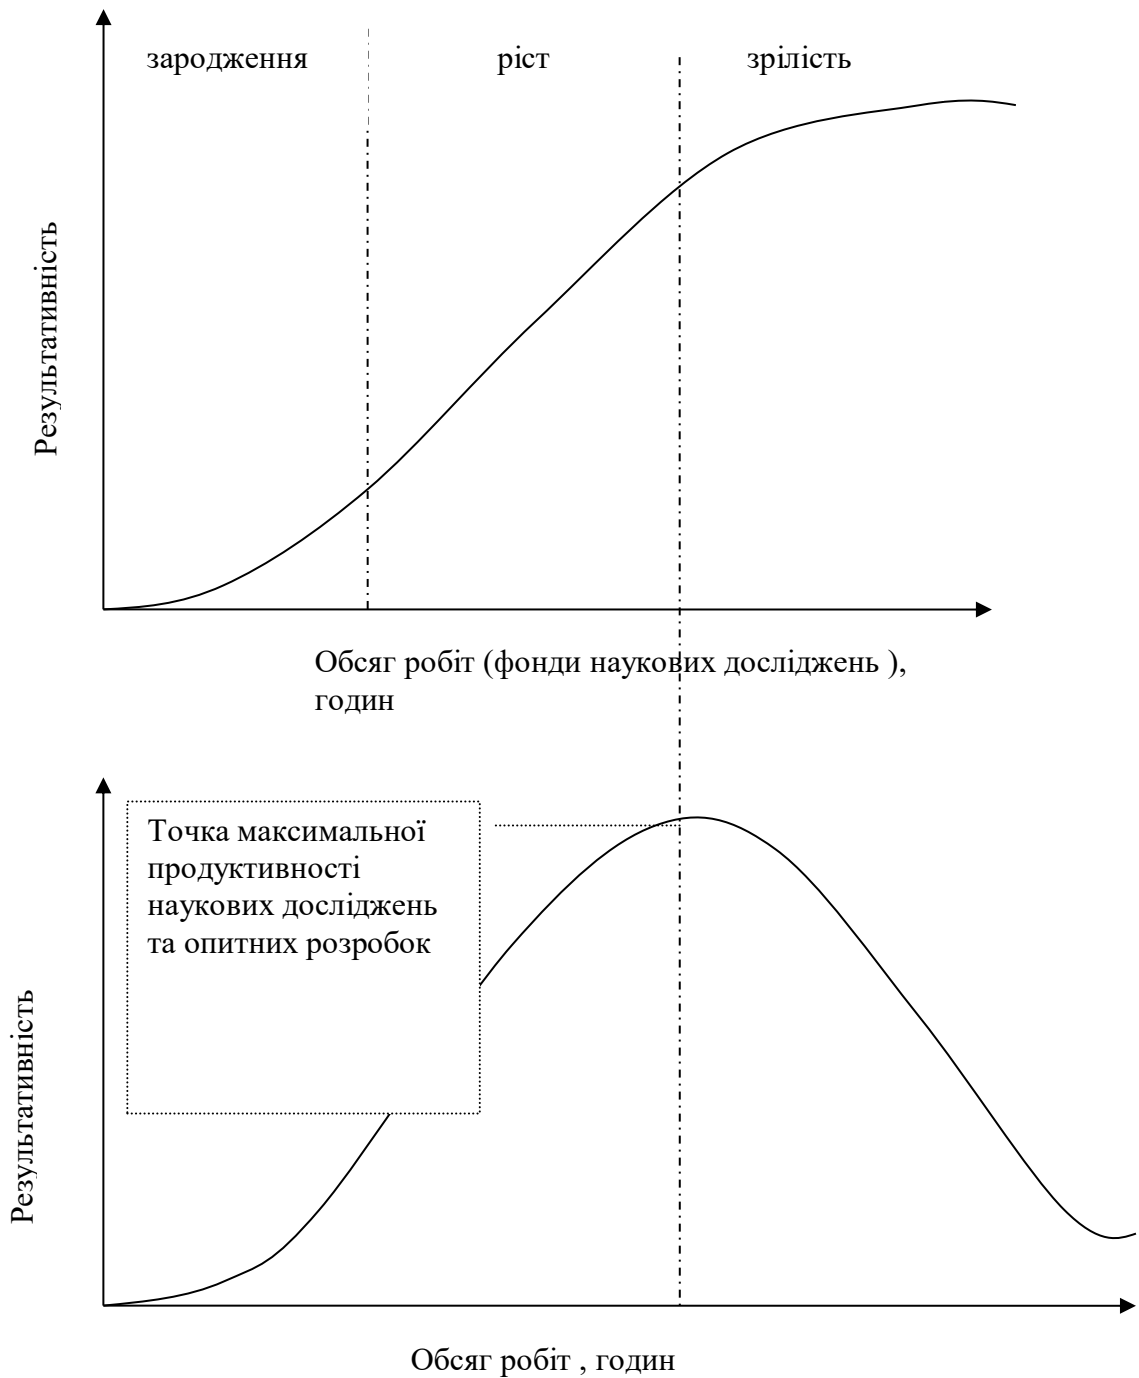 зародження
ріст
зрілість
Результативність
Обсяг робіт (фонди наукових досліджень ),
годин
Точка максимальної
продуктивності
наукових досліджень
та опитних розробок
Результативність
Обсяг робіт , годин